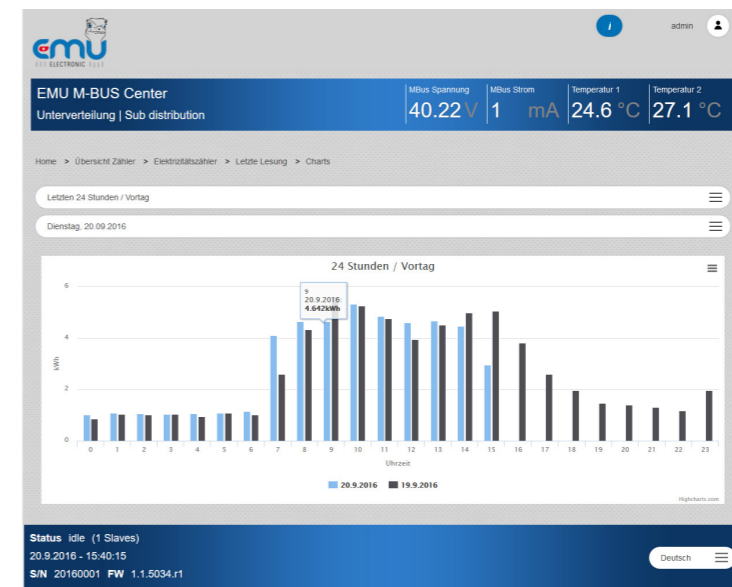 emu
ELECTRONIC
i
admin
EMU M-BUS Center
Unterverteilung | Sub distribution
MBus Spannung
40.22 V
MBus Strom
1 mA
Temperatur 1
24.6 °C
Temperatur 2
27.1 °C
Home > Übersicht Zähler > Elektrizitätszähler > Letzte Lesung > Charts
Letzten 24 Stunden / Vortag
Dienstag, 20.09.2016
24 Stunden / Vortag
9
20.9.2016:
4.642kWh
6
4
2
0
kWh
0 1 2 3 4 5 6 7 8 9 10 11 12 13 14 15 16 17 18 19 20 21 22 23
Uhrzeit
20.9.2016 19.9.2016
Highcharts.com
Status idle (1 Slaves)
20.9.2016 - 15:40:15
S/N 20160001 FW 1.1.5034.r1
Deutsch